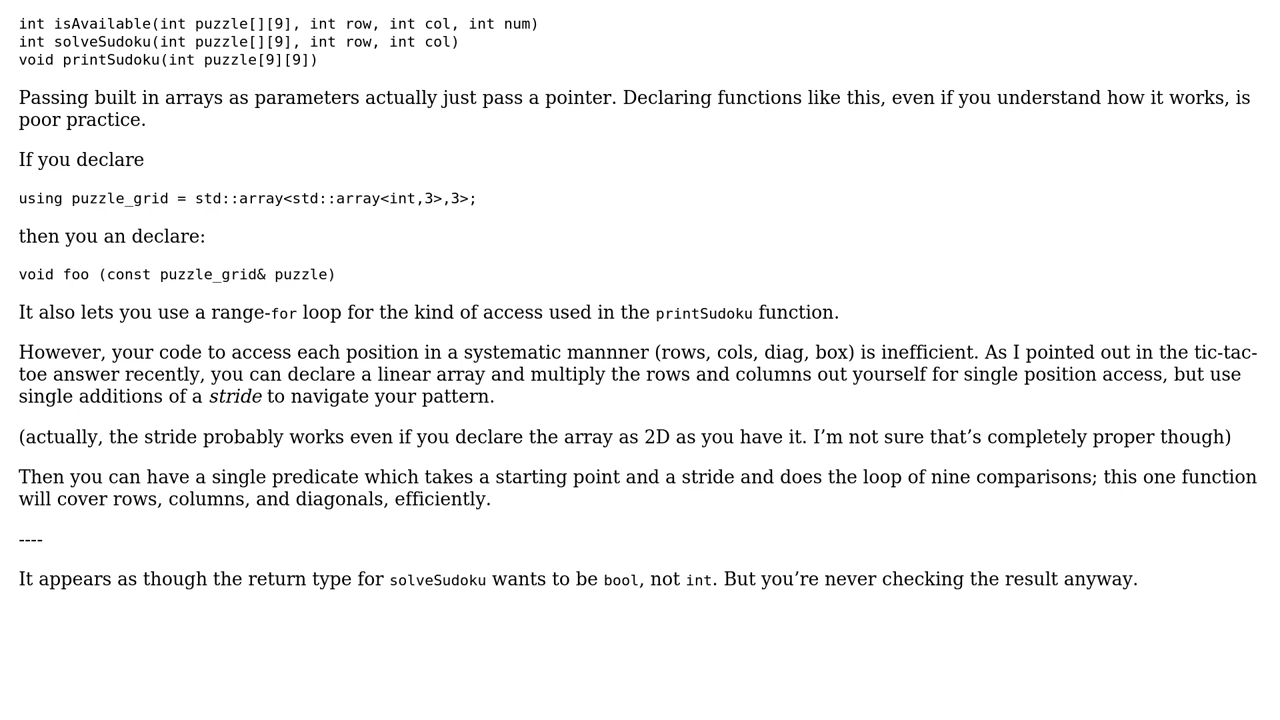 int isAvailable(int puzzle[][9], int row, int col, int num)
int solveSudoku(int puzzle[][9], int row, int col)
void printSudoku(int puzzle[9][9])
Passing built in arrays as parameters actually just pass a pointer. Declaring functions like this, even if you understand how it works, is
poor practice.
If you declare
using puzzle_grid = std::array<std::array<int,3>,3>;
then you an declare:
void foo (const puzzle_grid& puzzle)
It also lets you use a range-for loop for the kind of access used in the printSudoku function.
However, your code to access each position in a systematic mannner (rows, cols, diag, box) is inefficient. As I pointed out in the tic-tac-
toe answer recently, you can declare a linear array and multiply the rows and columns out yourself for single position access, but use
single additions of a stride to navigate your pattern.
(actually, the stride probably works even if you declare the array as 2D as you have it. I’m not sure that’s completely proper though)
Then you can have a single predicate which takes a starting point and a stride and does the loop of nine comparisons; this one function
will cover rows, columns, and diagonals, efficiently.
----
It appears as though the return type for solveSudoku wants to be bool, not int. But you’re never checking the result anyway.